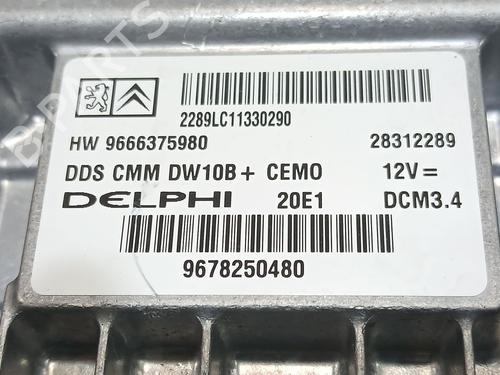 2289LC11330290
HW 9666375980 28312289
DDS CMM DW10B + CEMO 12V =
DELPHI 20E1 DCM3.4
9678250480